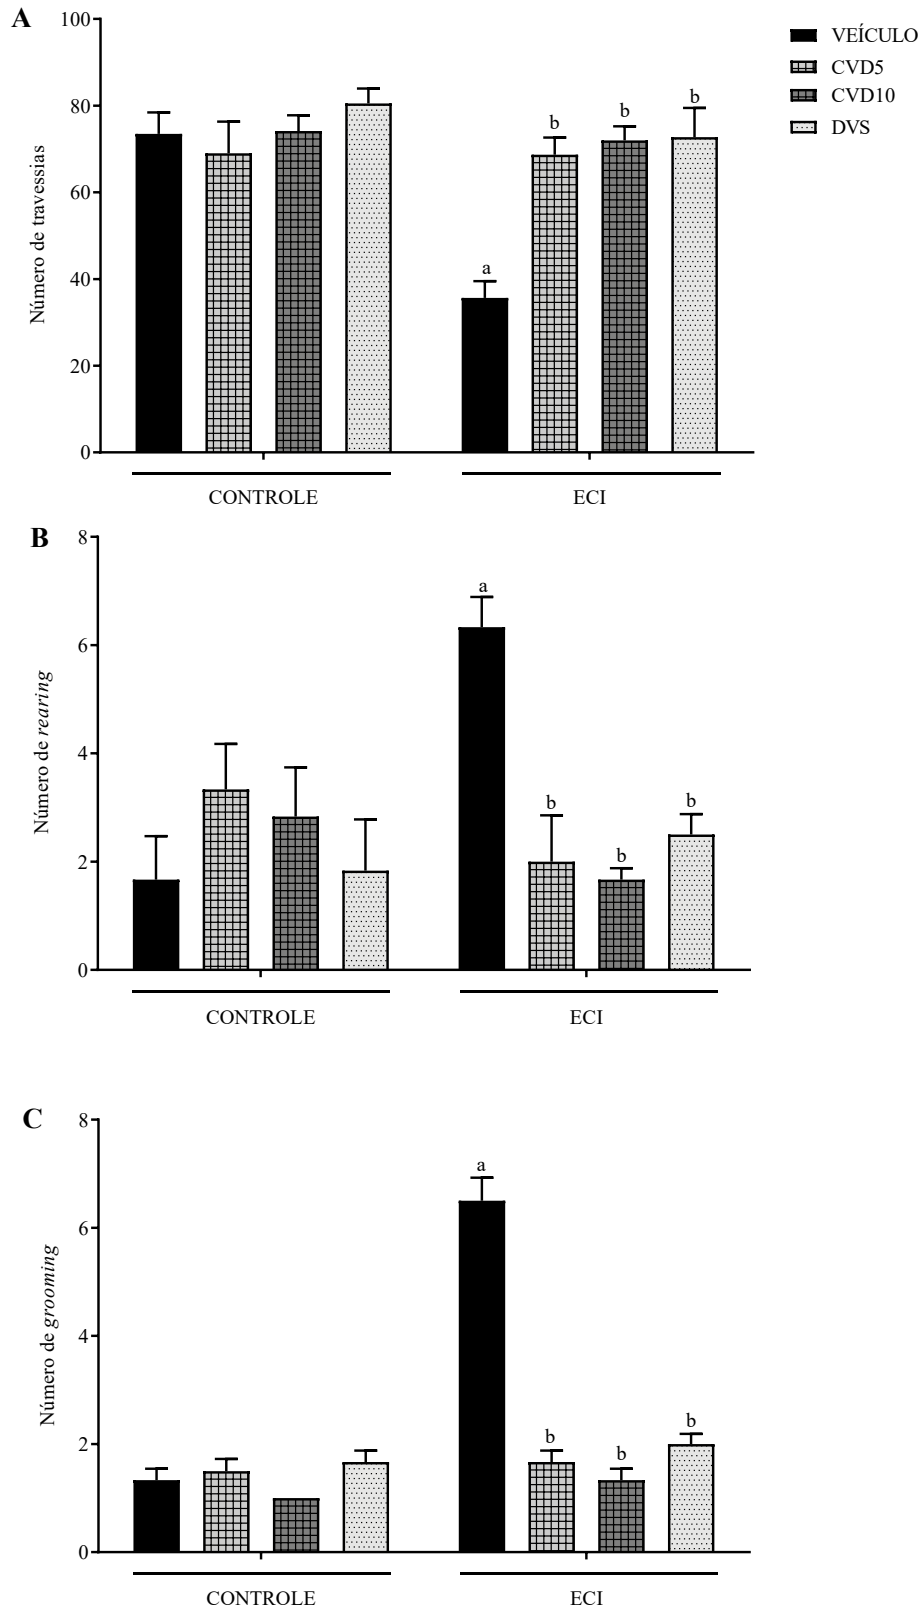 A
100
80
60
40
20
0
Número de travessias
a
b
b
b
VEÍCULO
CVD5
CVD10
DVS
CONTROLE
ECI
B
8
6
4
2
0
Número de rearing
a
b
b
b
CONTROLE
ECI
C
8
6
4
2
0
Número de grooming
a
b
b
b
CONTROLE
ECI